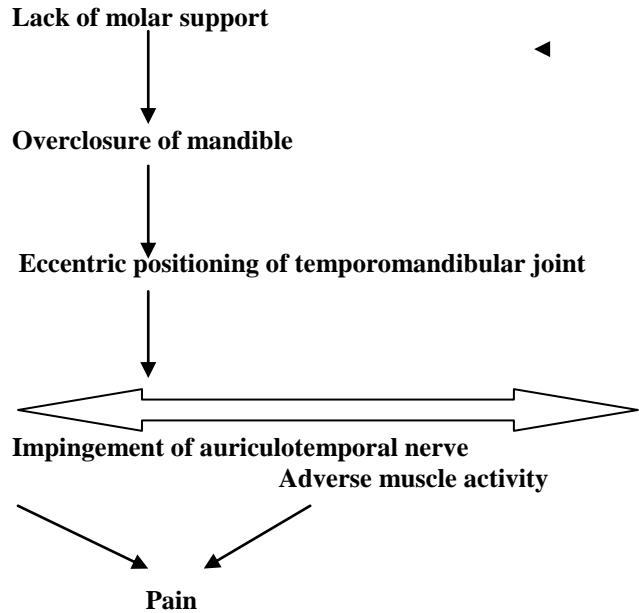 Lack of molar support
Overclosure of mandible
Eccentric positioning of temporomandibular joint
Impingement of auriculotemporal nerve
Adverse muscle activity
Pain